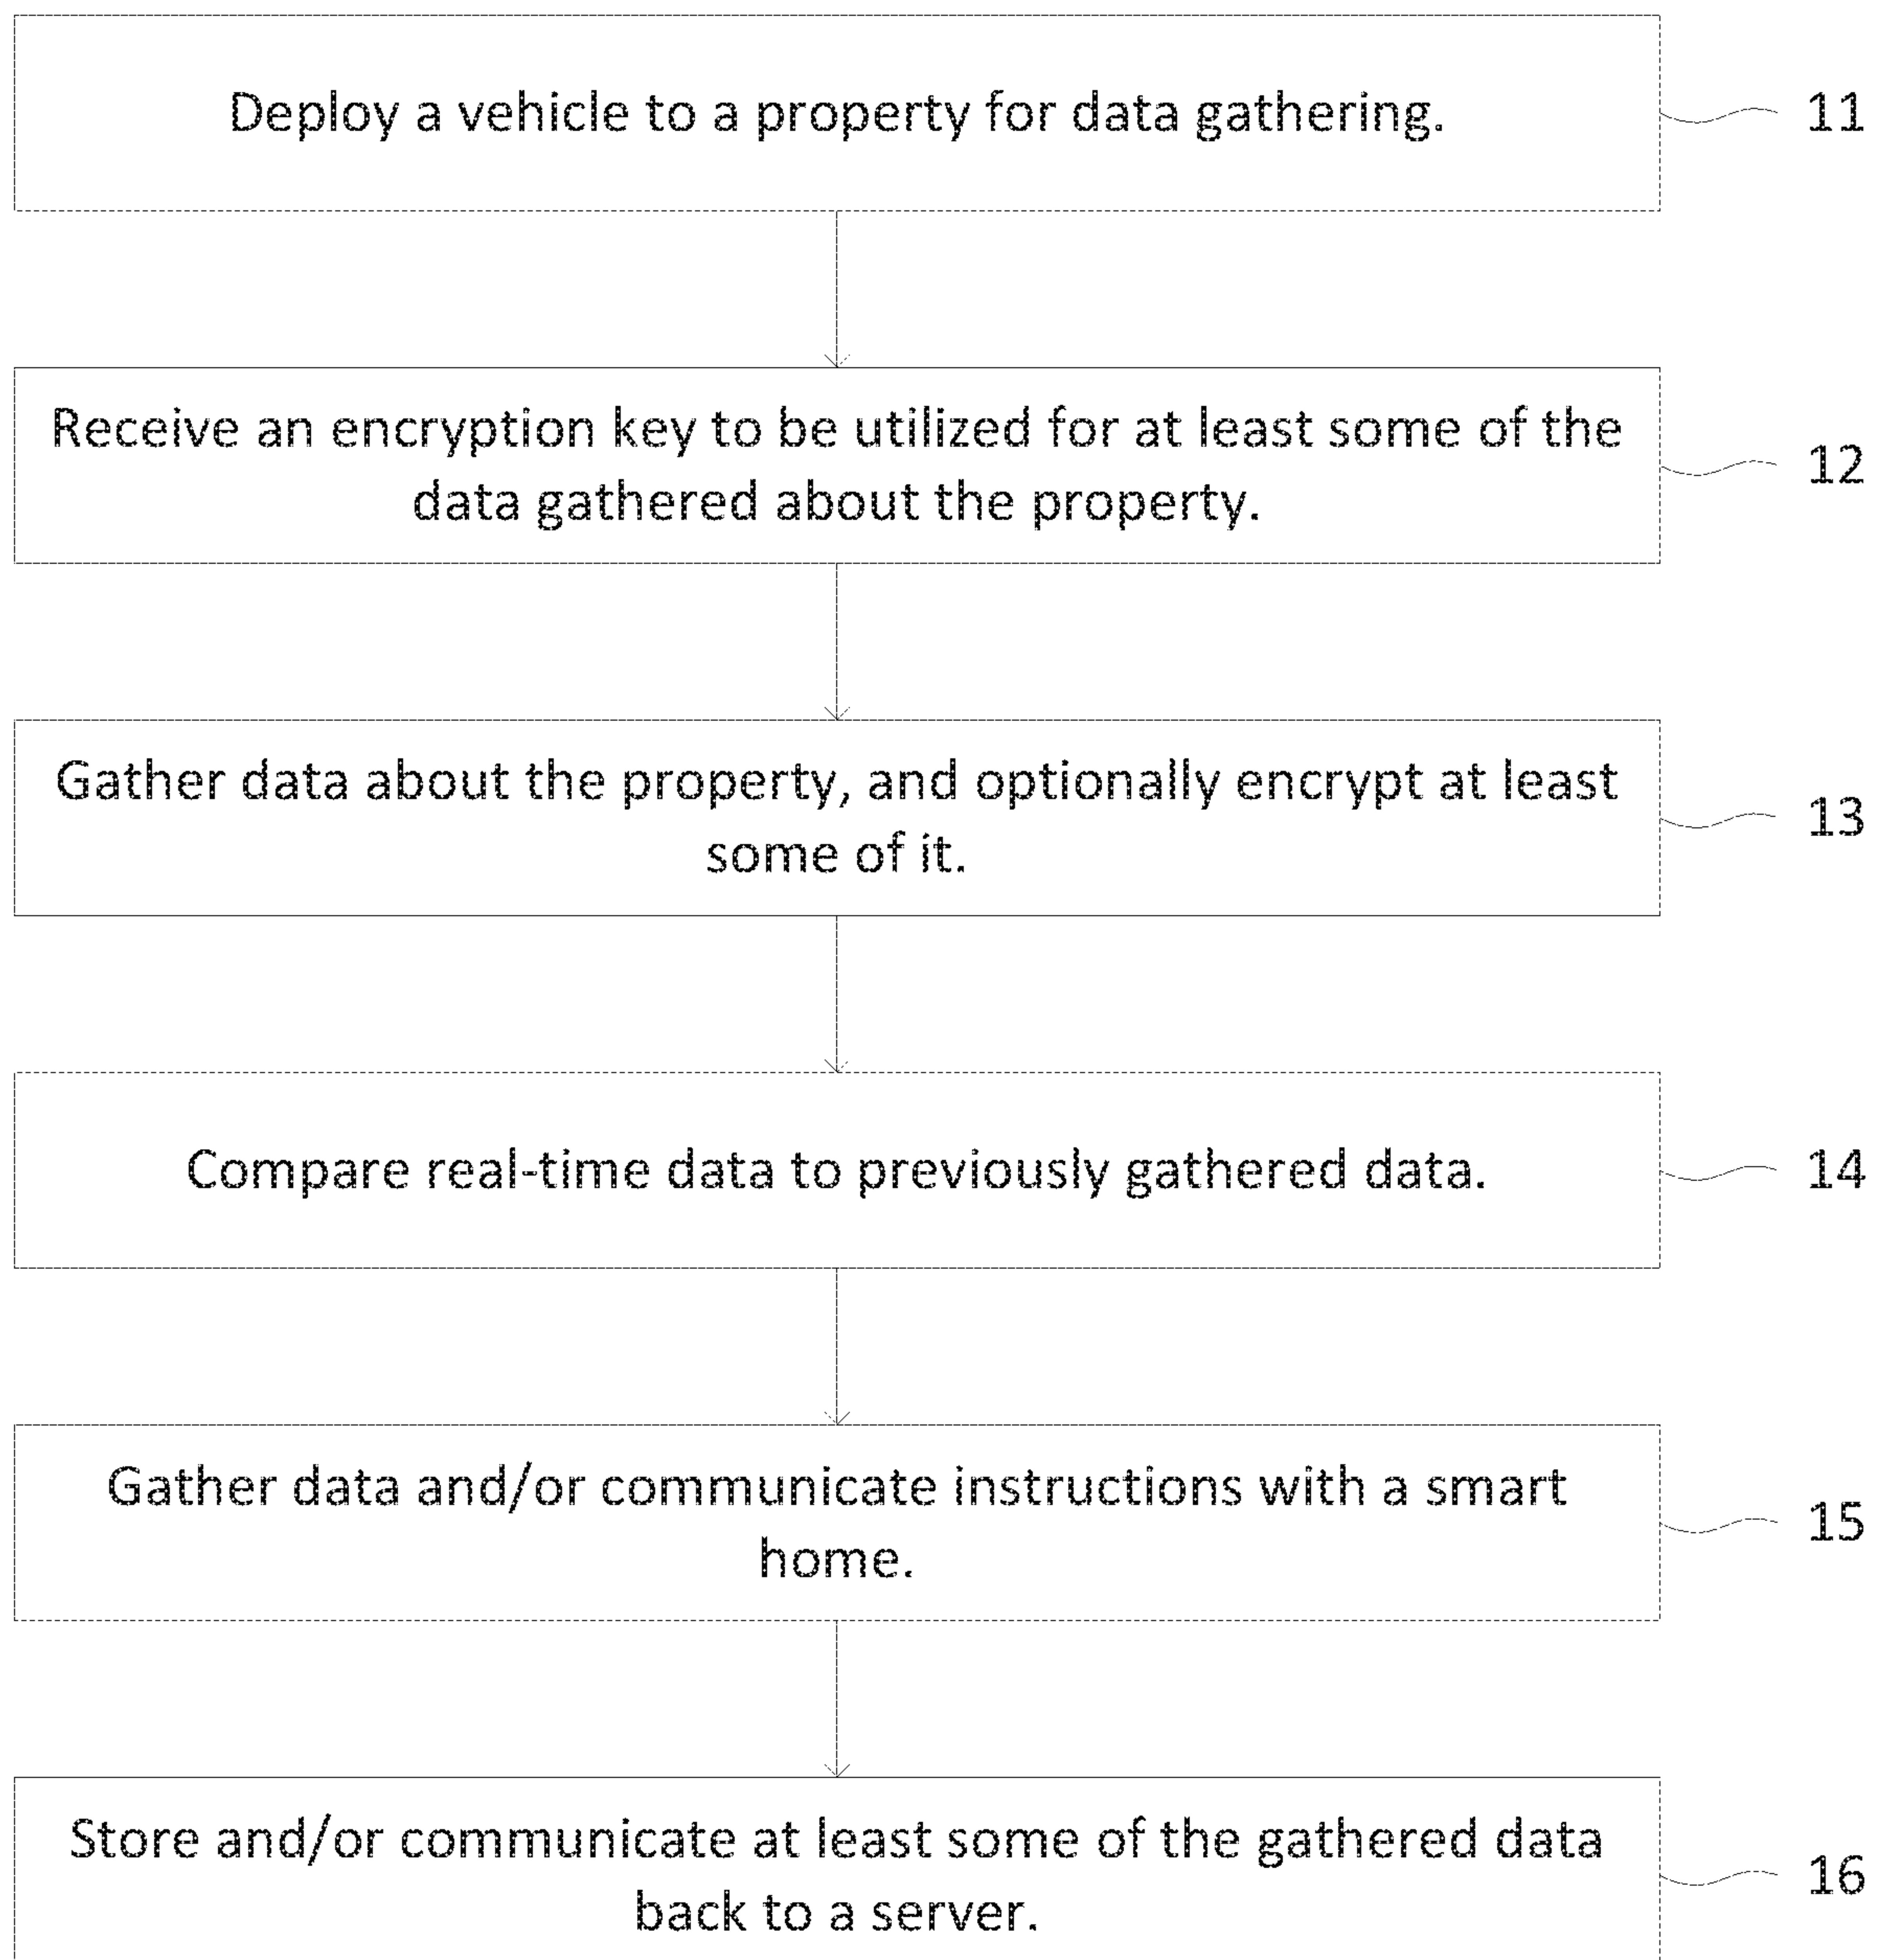 Deploy a vehicle to a property for data gathering.
11
Receive an encryption key to be utilized for at least some of the
data gathered about the property.
12
Gather data about the property, and optionally encrypt at least
some of it.
13
Compare real-time data to previously gathered data.
14
Gather data and/or communicate instructions with a smart
home.
15
Store and/or communicate at least some of the gathered data
back to a server.
16